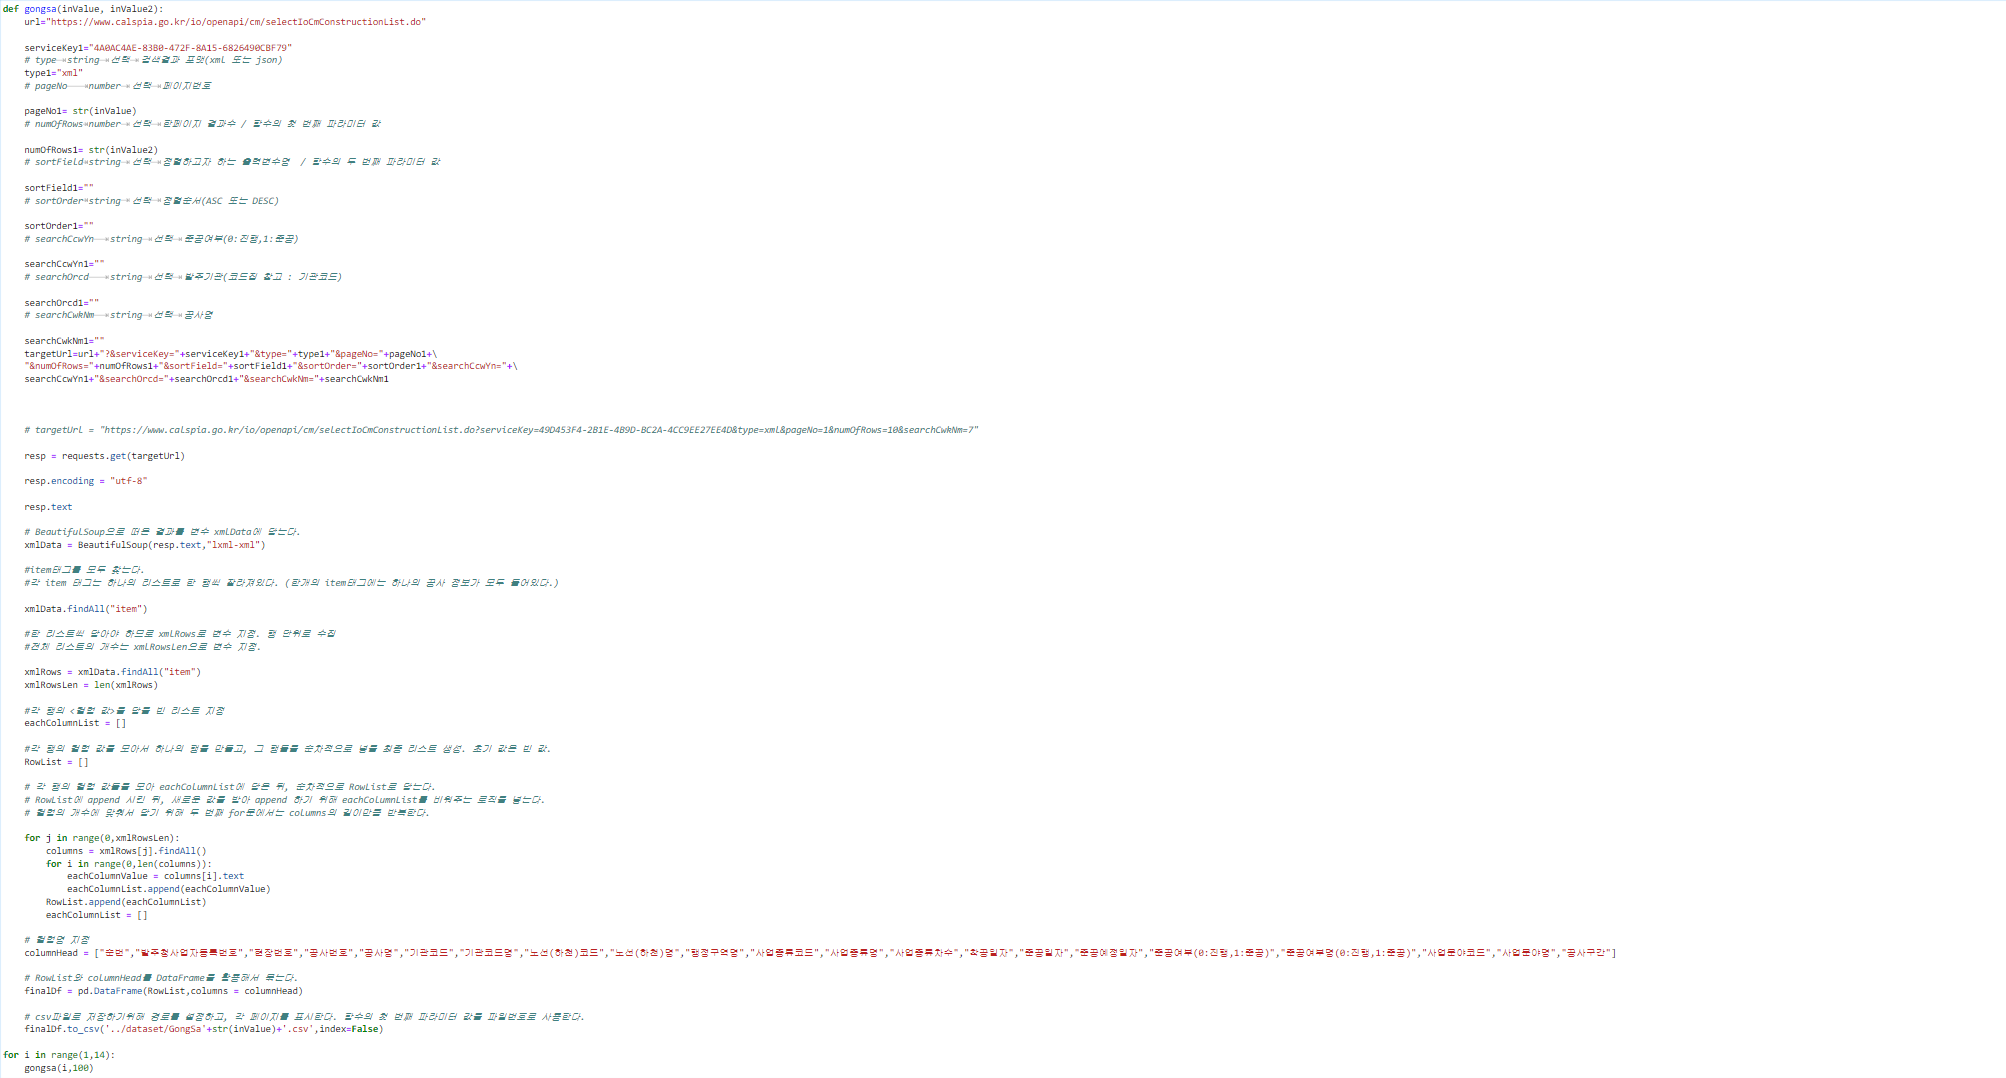 def gongsa(inValue, inValue2):
url="https://www.calspia.go.kr/io/openapi/cm/selectIoCmConstructionList.do"
serviceKey1="4A0AC4AE-83B0-472F-8A15-6826490CBF79"
# type string 선택 검색결과 포맷(xml 또는 json)
type1="xml"
# pageNo number 선택 페이지번호
pageNo1= str(inValue)
# numOfRows number 선택 한페이지 결과수 / 함수의 첫 번째 파라미터 값
numOfRows1= str(inValue2)
# sortField string 선택 정렬하고자 하는 출력변수명 / 함수의 두 번째 파라미터 값
sortField1=""
# sortOrder string 선택 정렬순서(ASC 또는 DESC)
sortOrder1=""
# searchCcwYn string 선택 준공여부(0:진행,1:준공)
searchCcwYn1=""
# searchOrcd string 선택 발주기관(코드집 참고 : 기관코드)
searchOrcd1=""
# searchCwkNm string 선택 공사명
searchCwkNm1=""
targetUrl=url+"?&serviceKey="+serviceKey1+"&type="+type1+"&pageNo="+pageNo1+\
"&numOfRows="+numOfRows1+"&sortField="+sortField1+"&sortOrder="+sortOrder1+"&searchCcwYn="+\
searchCcwYn1+"&searchOrcd="+searchOrcd1+"&searchCwkNm="+searchCwkNm1
# targetUrl = "https://www.calspia.go.kr/io/openapi/cm/selectIoCmConstructionList.do?serviceKey=49D453F4-2B1E-4B9D-BC2A-4CC9EE27EE4D&type=xml&pageNo=1&numOfRows=10&searchCwkNm=7"
resp = requests.get(targetUrl)
resp.encoding = "utf-8"
resp.text
# BeautifulSoup으로 떠온 결과를 변수 xmlData에 담는다.
xmlData = BeautifulSoup(resp.text,"lxml-xml")
#item태그를 모두 찾는다.
#각 item 태그는 하나의 리스트로 한 행씩 잘라져있다. (한개의 item태그에는 하나의 공사 정보가 모두 들어있다.)
xmlData.findAll("item")
#한 리스트씩 담아야 하므로 xmlRows로 변수 지정. 행 단위로 수집
#전체 리스트의 개수는 xmlRowsLen으로 변수 지정.
xmlRows = xmlData.findAll("item")
xmlRowsLen = len(xmlRows)
#각 행의 <컬럼 값>을 담을 빈 리스트 지정
eachColumnList = []
#각 행의 컬럼 값을 모아서 하나의 행을 만들고, 그 행들을 순차적으로 넣을 최종 리스트 생성. 초기 값은 빈 값.
RowList = []
# 각 행의 컬럼 값들을 모아 eachColumnList에 담은 뒤, 순차적으로 RowList로 담는다.
# RowList에 append 시킨 뒤, 새로운 값을 받아 append 하기 위해 eachColumnList를 비워주는 로직을 넣는다.
# 컬럼의 개수에 맞춰서 담기 위해 두 번째 for문에서는 columns의 길이만큼 반복한다.
for j in range(0,xmlRowsLen):
columns = xmlRows[j].findAll()
for i in range(0,len(columns)):
eachColumnValue = columns[i].text
eachColumnList.append(eachColumnValue)
RowList.append(eachColumnList)
eachColumnList = []
# 컬럼명 지정
columnHead = ["순번","발주청사업자등록번호","현장번호","공사번호","공사명","기관코드","기관코드명","노선(하천)코드","노선(하천)명","행정구역명","사업종류코드","사업종류명","사업종류차수","착공일자","준공일자","준공예정일자","준공여부(0:진행,1:준공)","준공여부명(0:진행,1:준공)","사업분야코드","사업분야명","공사구간"]
# RowList와 columnHead를 DataFrame을 활용해서 묶는다.
finalDf = pd.DataFrame(RowList,columns = columnHead)
# csv파일로 저장하기위해 경로를 설정하고, 각 페이지를 표시한다. 함수의 첫 번째 파라미터 값을 파일번호로 사용한다.
finalDf.to_csv('../dataset/GongSa'+str(inValue)+'.csv',index=False)
for i in range(1,14):
gongsa(i,100)